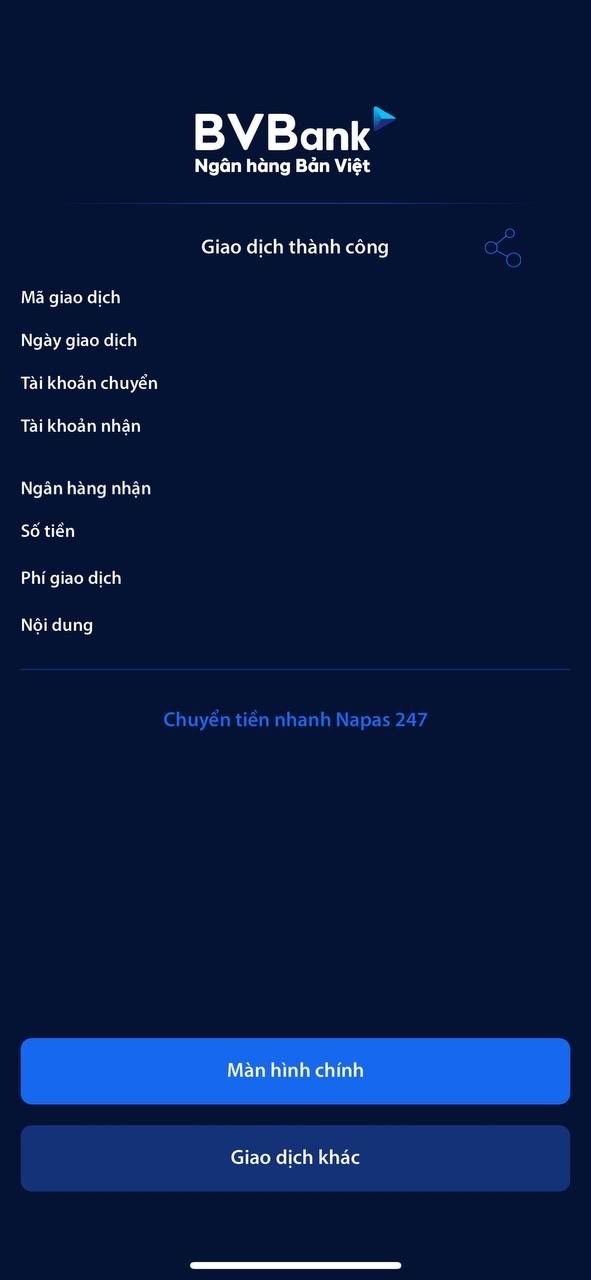 BVBank
Ngân hàng Bản Việt
Giao dịch thành công
Mã giao dịch
Ngày giao dịch
Tài khoản chuyển
Tài khoản nhận
Ngân hàng nhận
Số tiền
Phí giao dịch
Nội dung
Chuyển tiền nhanh Napas 247
Màn hình chính
Giao dịch khác